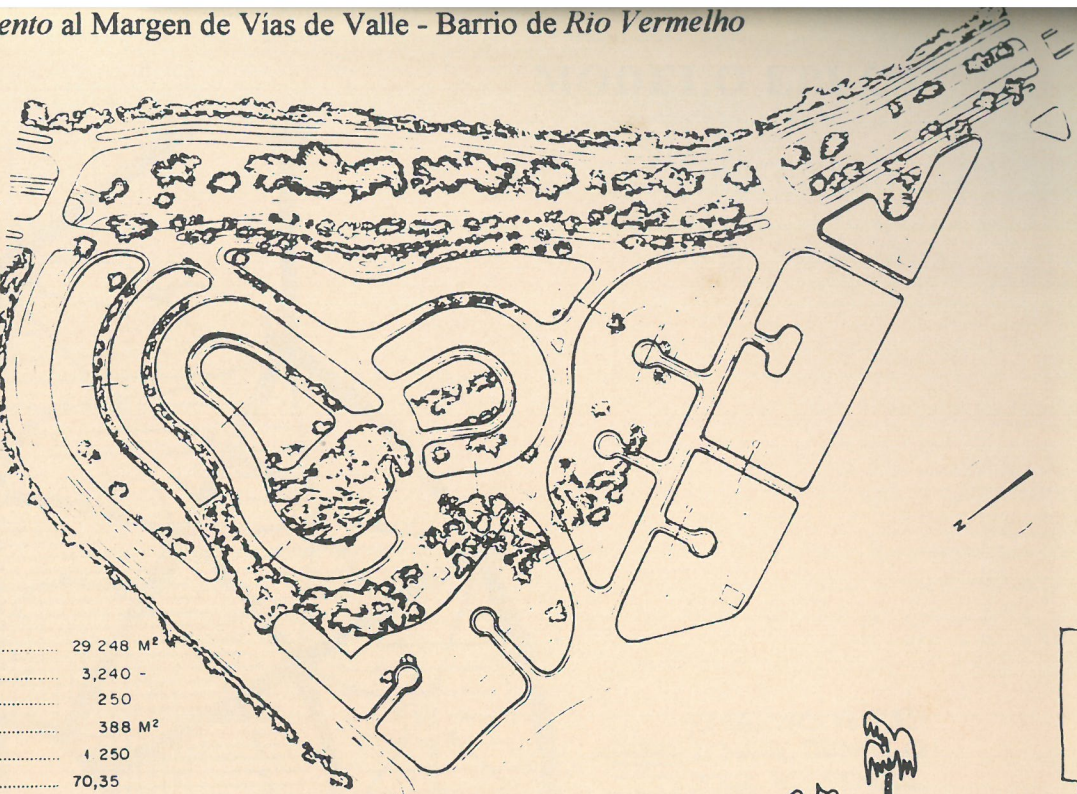 ento al Margen de Vías de Valle - Barrio de Rio Vermelho
29 248 M²
3,240 -
250
388 M²
1 250
70,35
N